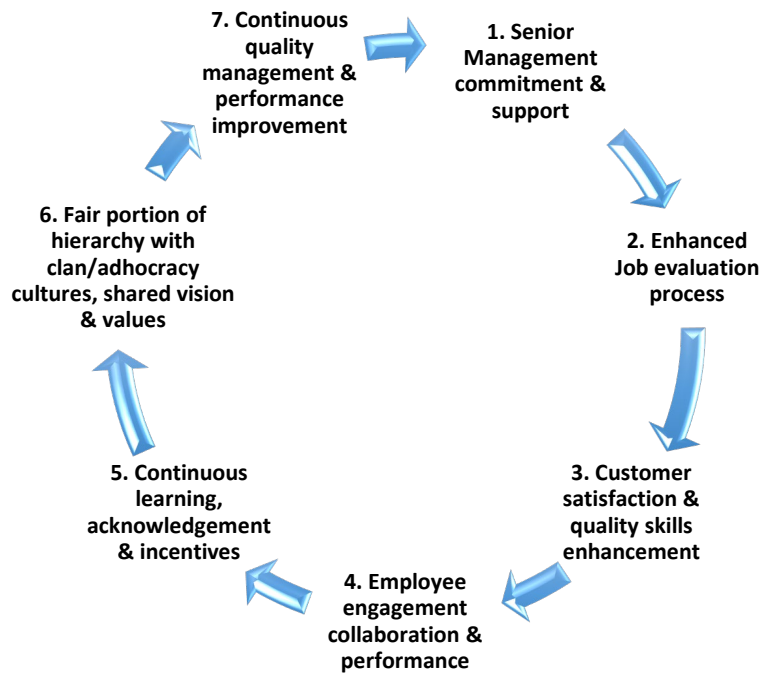 1. Senior
Management
commitment &
support
2. Enhanced
Job evaluation
process
3. Customer
satisfaction &
quality skills
enhancement
4. Employee
engagement
collaboration &
performance
5. Continuous
learning,
acknowledgement
& incentives
6. Fair portion of
hierarchy with
clan/adhocracy
cultures, shared vision
& values
7. Continuous
quality
management &
performance
improvement